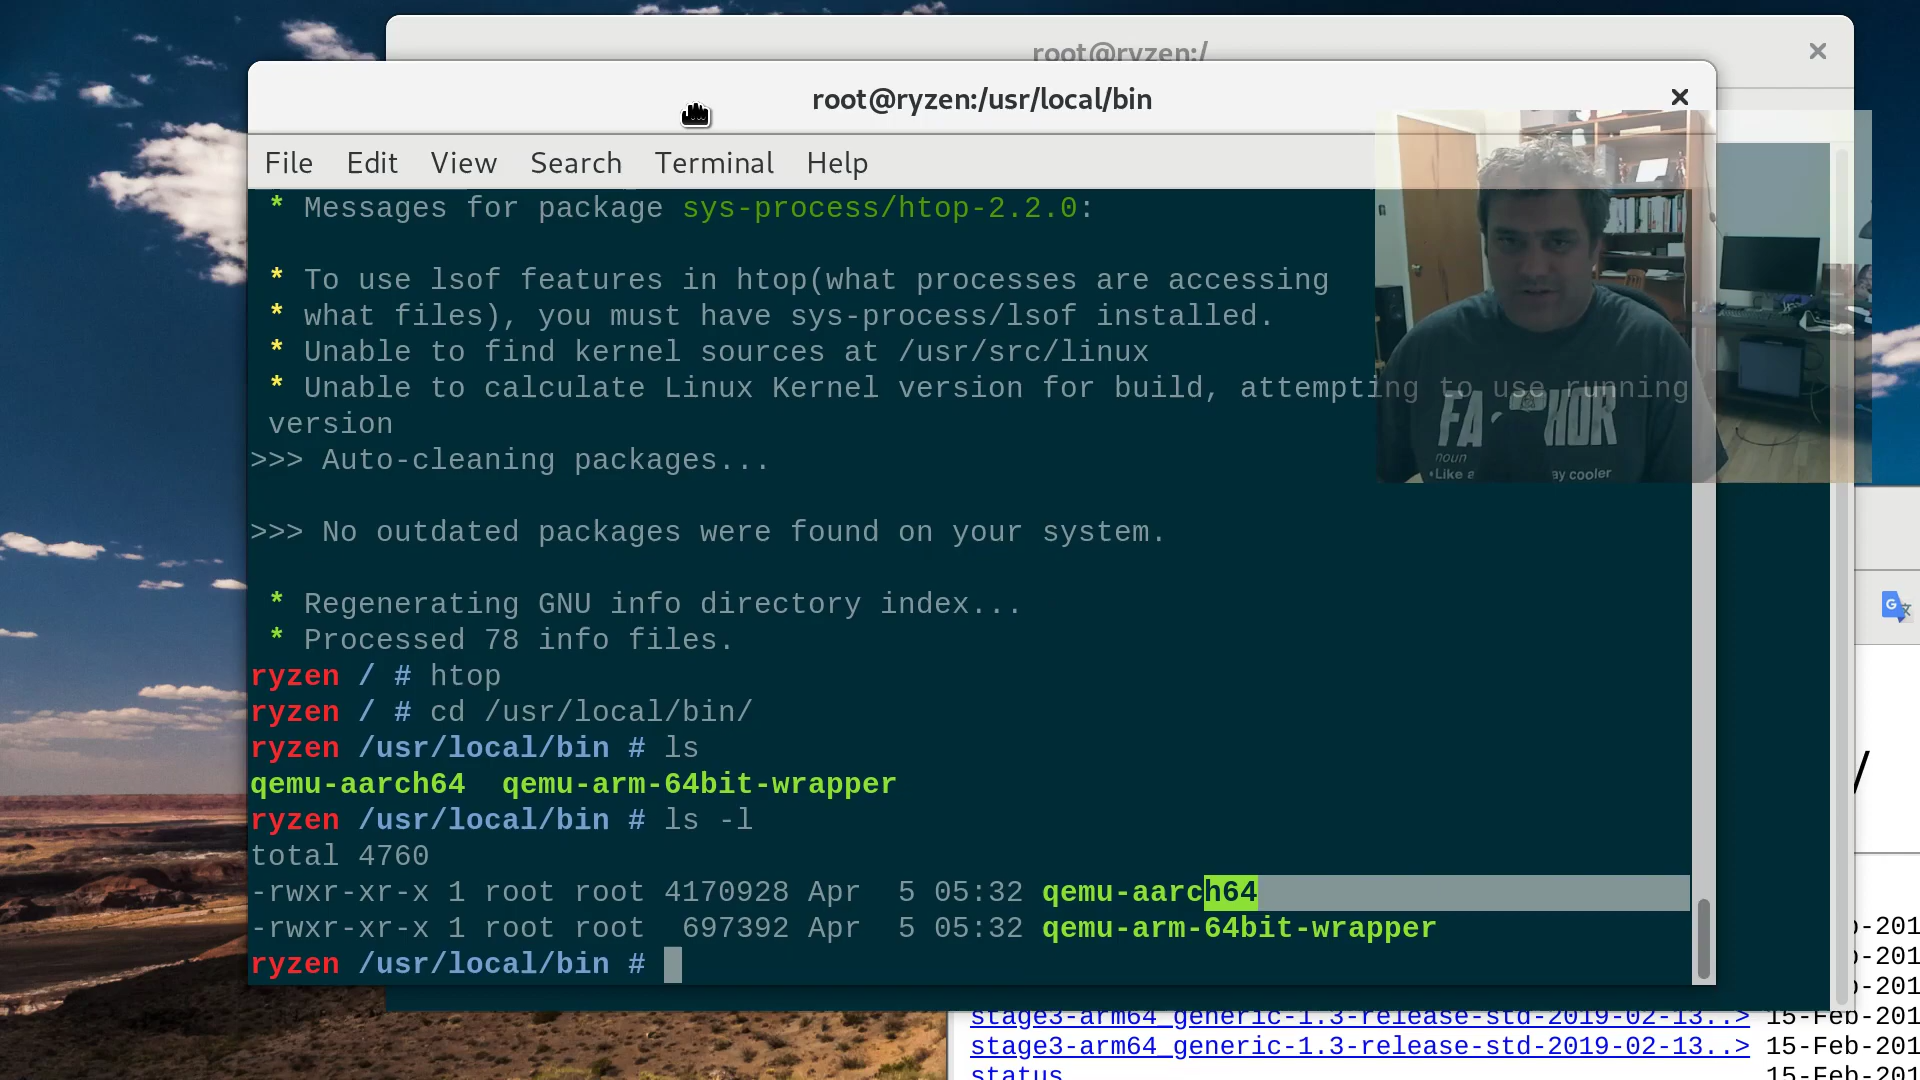 root@ryzen:/
root@ryzen:/usr/local/bin
File Edit View Search Terminal Help
* Messages for package sys-process/htop-2.2.0:
* To use lsof features in htop(what processes are accessing
* what files), you must have sys-process/lsof installed.
* Unable to find kernel sources at /usr/src/linux
* Unable to calculate Linux Kernel version for build, attempting to use running
version
>>> Auto-cleaning packages...
>>> No outdated packages were found on your system.
* Regenerating GNU info directory index...
* Processed 78 info files.
ryzen / # htop
ryzen / # cd /usr/local/bin/
ryzen /usr/local/bin # ls
qemu-aarch64 qemu-arm-64bit-wrapper
ryzen /usr/local/bin # ls -l
total 4760
-rwxr-xr-x 1 root root 4170928 Apr 5 05:32 qemu-aarch64
-rwxr-xr-x 1 root root 697392 Apr 5 05:32 qemu-arm-64bit-wrapper
ryzen /usr/local/bin #
noun
•Like a
ay cooler
/
-201
-201
-201
stage3-arm64_generic-1.3-release-std-2019-02-13..> 15-Feb-201
stage3-arm64_generic-1.3-release-std-2019-02-13..> 15-Feb-201
status 15-Feb-201